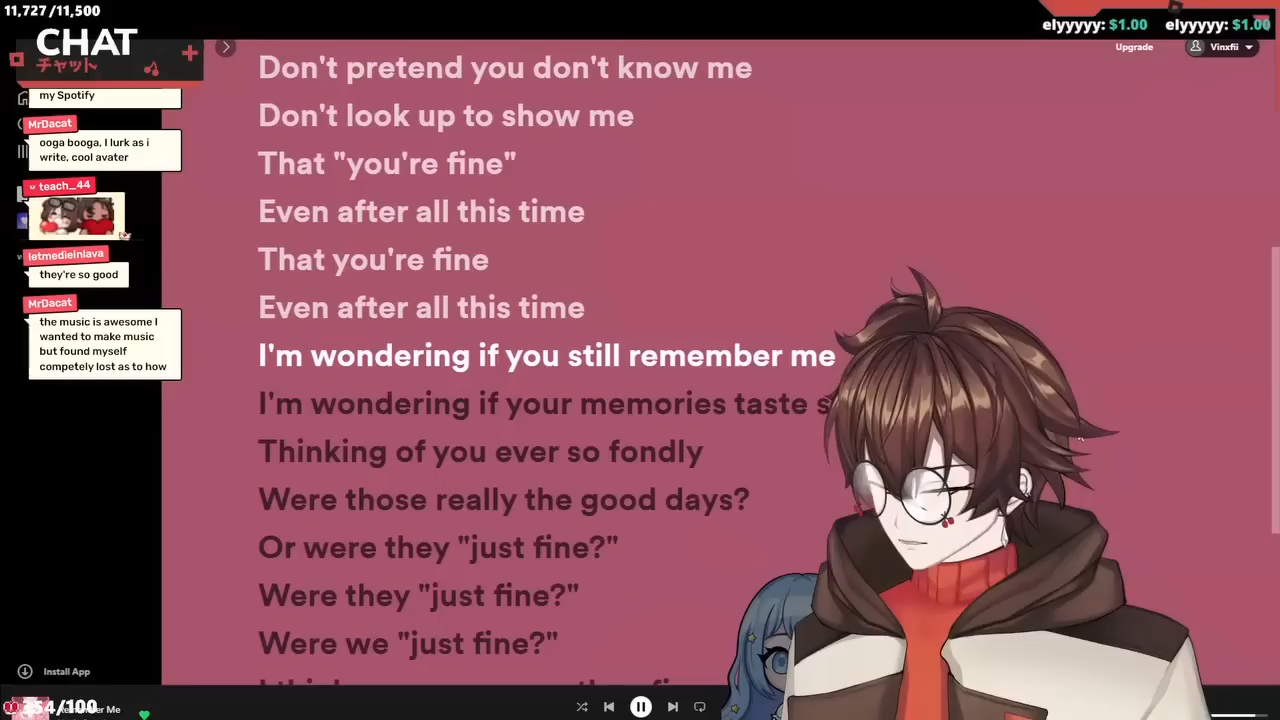 11,727/11,500
elyyyyy: $1.00 elyyyyy: $1.00
CHAT
チャット
Upgrade
Vinxfii
my Spotify
MrDacat
ooga booga, I lurk as i
write, cool avater
teach_44
letmedieinlava
they're so good
MrDacat
the music is awesome I
wanted to make music
but found myself
competely lost as to how
Don't pretend you don't know me
Don't look up to show me
That "you're fine"
Even after all this time
That you're fine
Even after all this time
I'm wondering if you still remember me
I'm wondering if your memories taste s
Thinking of you ever so fondly
Were those really the good days?
Or were they "just fine?"
Were they "just fine?"
Were we "just fine?"
Install App
/100
Me